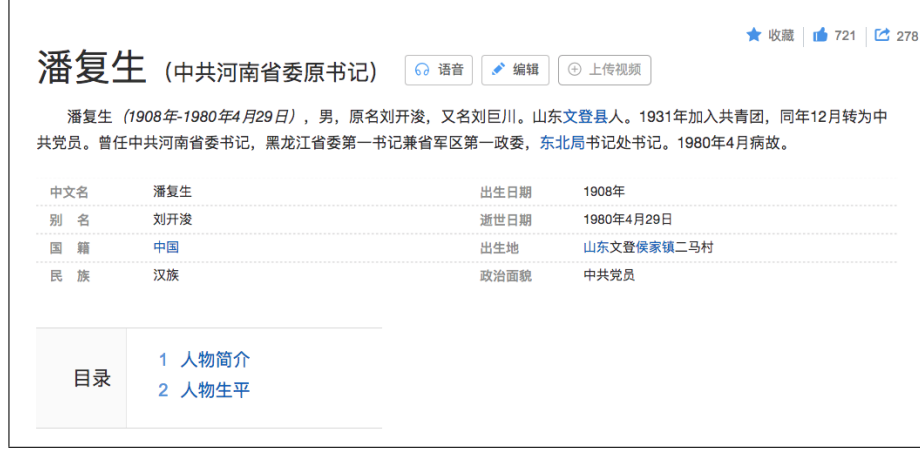 收藏 721 278
潘复生（中共河南省委原书记） 语音 编辑 上传视频
潘复生（1908年-1980年4月29日），男，原名刘开浚，又名刘巨川。山东文登县人。1931年加入共青团，同年12月转为中
共党员。曾任中共河南省委书记，黑龙江省委第一书记兼省军区第一政委，东北局书记处书记。1980年4月病故。
中文名 潘复生 出生日期 1908年
别 名 刘开浚 逝世日期 1980年4月29日
国 籍 中国 出生地 山东文登侯家镇二马村
民 族 汉族 政治面貌 中共党员
目录
1 人物简介
2 人物生平